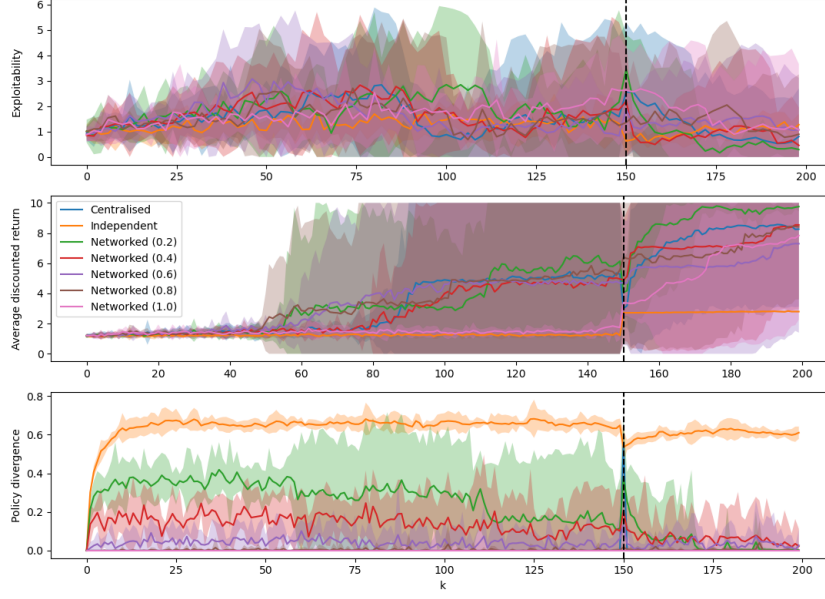 6
5
4
3
2
1
0
Exploitability
0 25 50 75 100 125 150 175 200
10
8
6
4
2
0
Average discounted return
Centralised
Independent
Networked (0.2)
Networked (0.4)
Networked (0.6)
Networked (0.8)
Networked (1.0)
0 20 40 60 80 100 120 140 160 180 200
0.8
0.6
0.4
0.2
0.0
Policy divergence
0 25 50 75 100 125 150 175 200
k